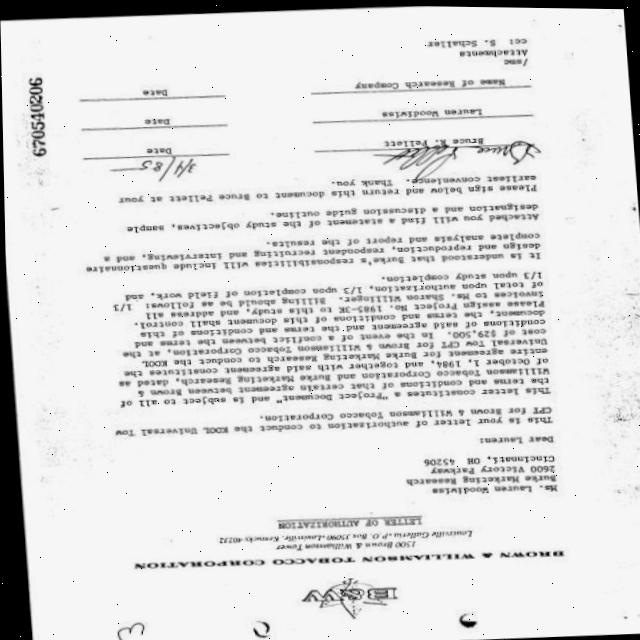 B&W
BROWN & WILLIAMSON TOBACCO CORPORATION
1500 Brown & Williamson Tower
Louisville Galleria • P.O. Box 35090 • Louisville, Kentucky 40232
LETTER OF AUTHORIZATION
Ms. Lauren Woodiwiss
Burke Marketing Research
2600 Victory Parkway
Cincinnati, OH 45206
Dear Lauren:
This is your letter of authorization to conduct the KOOL Universal Tow
CPT for Brown & Williamson Tobacco Corporation.
This letter constitutes a "Project Document" and is subject to all of
the terms and conditions of that certain agreement between Brown &
Williamson Tobacco Corporation and Burke Marketing Research, dated as
of October 1, 1984, and together with said agreement constitutes the
entire agreement for Burke Marketing Research to conduct the KOOL
Universal Tow CPT for Brown & Williamson Tobacco Corporation, at the
cost of $29,500. In the event of a conflict between the terms and
conditions of said agreement and the terms and conditions of this
document, the terms and conditions of this document shall control.
Please assign Project No. 1985-3K to this study, and address all
invoices to Ms. Sharon Willinger. Billing should be as follows: 1/3
of total upon authorization, 1/3 upon completion of field work, and
1/3 upon study completion.
It is understood that Burke's responsibilities will include questionnaire
design and reproduction, respondent recruiting and interviewing, and a
complete analysis and report of the results.
Attached you will find a statement of the study objectives, sample
designation and a discussion guide outline.
Please sign below and return this document to Bruce Pellett at your
earliest convenience. Thank you.
3/4/85
Bruce R. Pellett Date
Lauren Woodiwiss Date
Name of Research Company Date
/smc
Attachments
cc: S. Schaller
670540206